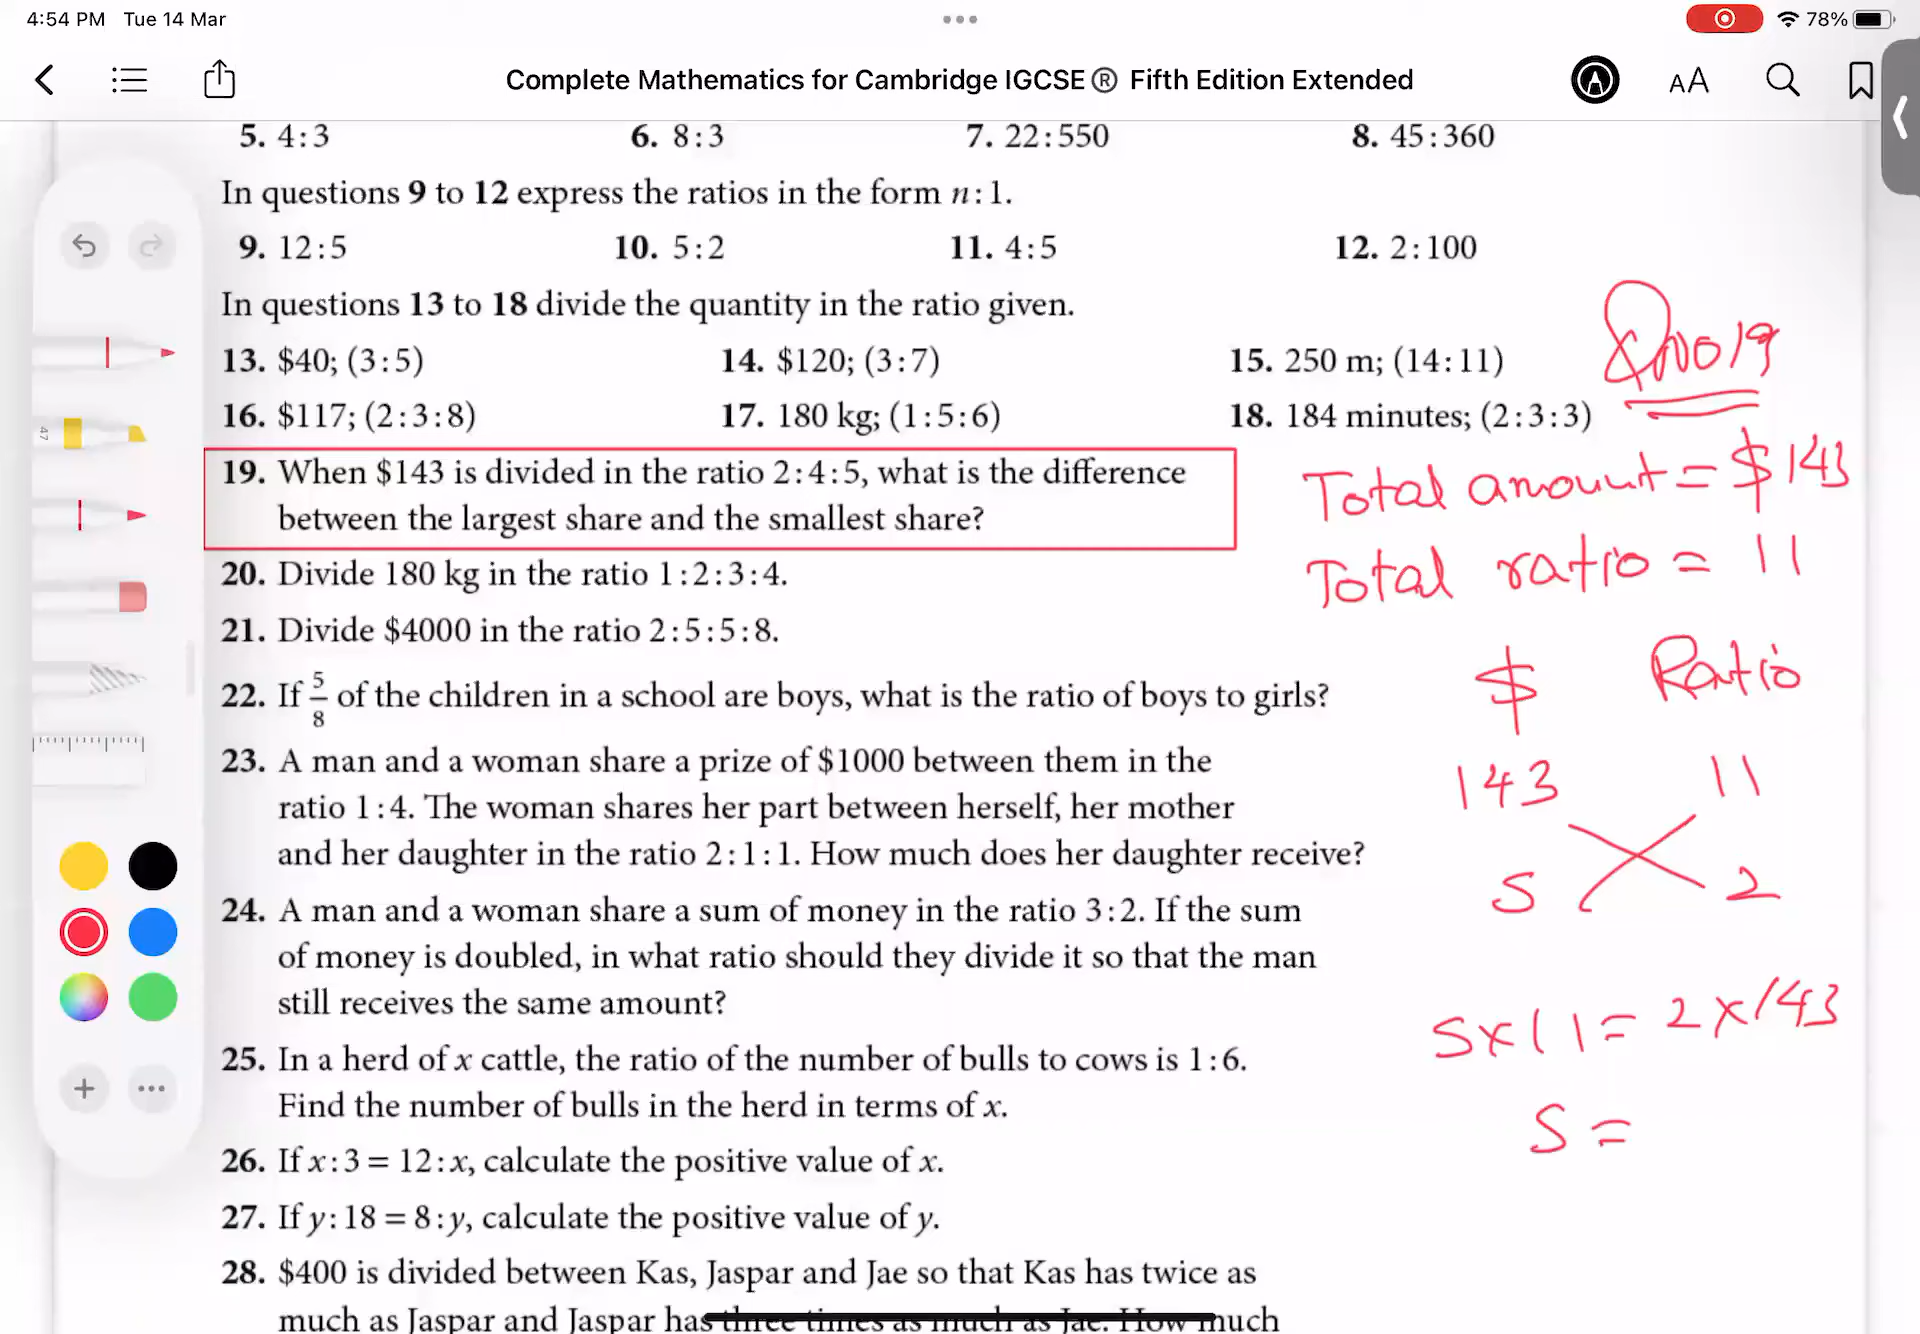 4:54 PM Tue 14 Mar
78%
Complete Mathematics for Cambridge IGCSE® Fifth Edition Extended
AA
5. 4:3 6. 8:3 7. 22:550 8. 45:360
In questions 9 to 12 express the ratios in the form n:1.
9. 12:5 10. 5:2 11. 4:5 12. 2:100
In questions 13 to 18 divide the quantity in the ratio given.
13. $40; (3:5) 14. $120; (3:7) 15. 250 m; (14:11)
16. $117; (2:3:8) 17. 180 kg; (1:5:6) 18. 184 minutes; (2:3:3)
19. When $143 is divided in the ratio 2:4:5, what is the difference
between the largest share and the smallest share?
20. Divide 180 kg in the ratio 1:2:3:4.
21. Divide $4000 in the ratio 2:5:5:8.
22. If 5/8 of the children in a school are boys, what is the ratio of boys to girls?
23. A man and a woman share a prize of $1000 between them in the
ratio 1:4. The woman shares her part between herself, her mother
and her daughter in the ratio 2:1:1. How much does her daughter receive?
24. A man and a woman share a sum of money in the ratio 3:2. If the sum
of money is doubled, in what ratio should they divide it so that the man
still receives the same amount?
25. In a herd of x cattle, the ratio of the number of bulls to cows is 1:6.
Find the number of bulls in the herd in terms of x.
26. If x:3 = 12:x, calculate the positive value of x.
27. If y:18 = 8:y, calculate the positive value of y.
28. $400 is divided between Kas, Jaspar and Jae so that Kas has twice as
much as Jaspar and Jaspar has three times as much as Jae. How much
47
QNo 19
Total amount = $143
Total ratio = 11
$ Ratio
143 11
S 2
S×11 = 2×143
S =